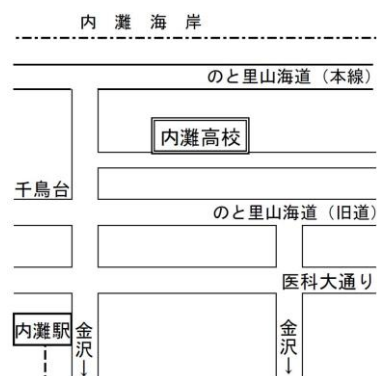 内灘海岸
のと里山海道（本線）
内灘高校
千鳥台
のと里山海道（旧道）
医科大通り
内灘駅
金沢↓
金沢↓